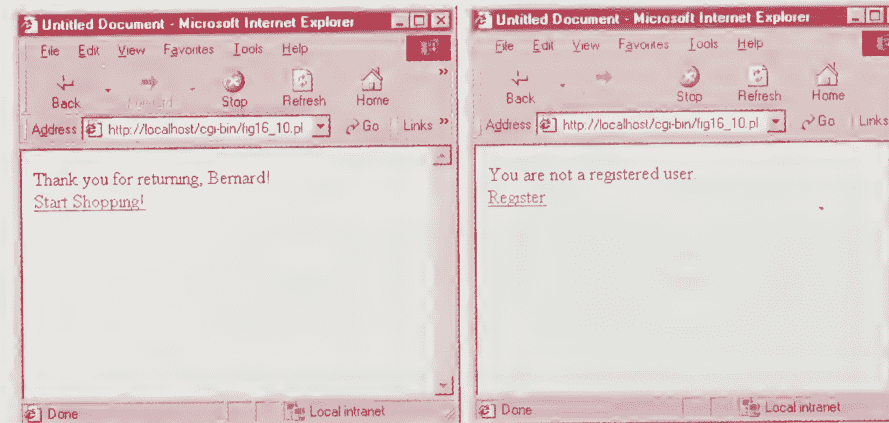 Untitled Document - Microsoft Internet Explorer
File Edit View Favorites Tools Help
Back Stop Refresh Home
Address http://localhost/cgi-bin/fig16_10.pl Go Links
Thank you for returning, Bernard!
Start Shopping!
Done Local intranet
Untitled Document - Microsoft Internet Explorer
File Edit View Favorites Tools Help
Back Stop Refresh Home
Address http://localhost/cgi-bin/fig16_10.pl Go Links
You are not a registered user.
Register
Done Local intranet